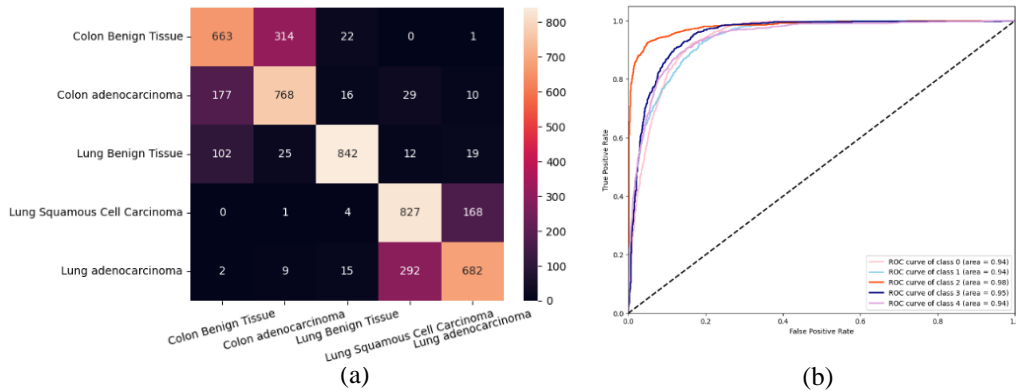 Colon Benign Tissue
663 314 22 0 1
Colon adenocarcinoma
177 768 16 29 10
Lung Benign Tissue
102 25 842 12 19
Lung Squamous Cell Carcinoma
0 1 4 827 168
Lung adenocarcinoma
2 9 15 292 682
Colon Benign Tissue
Colon adenocarcinoma
Lung Benign Tissue
Lung Squamous Cell Carcinoma
Lung adenocarcinoma
800
700
600
500
400
300
200
100
0
(a)
True Positive Rate
1.0
0.8
0.6
0.4
0.2
0.0
0.0 0.2 0.4 0.6 0.8 1.0
False Positive Rate
ROC curve of class 0 (area = 0.94)
ROC curve of class 1 (area = 0.94)
ROC curve of class 2 (area = 0.98)
ROC curve of class 3 (area = 0.95)
ROC curve of class 4 (area = 0.94)
(b)